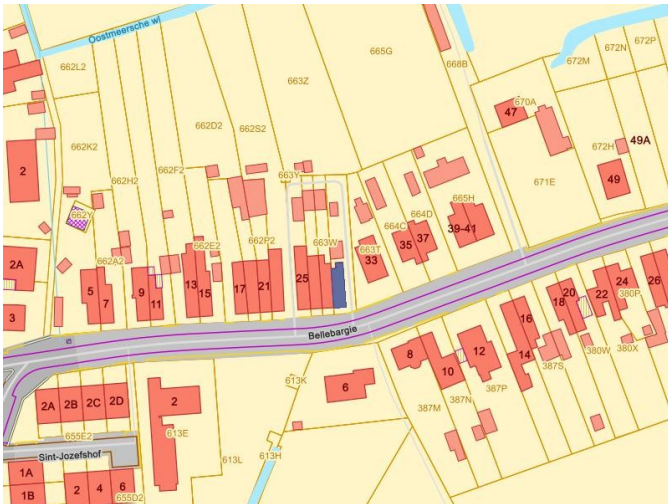 Oostmeersche wl
662L2
665G
668B
672M
672N
672P
663Z
662K2
662D2
662S2
670A
47
672H
49A
2
662H2
662F2
663Y
671E
49
662Y
664C
664D
665H
39-41
662E2
662P2
663W
663T
35
37
662A2
33
2A
5
7
9
11
13
15
17
21
25
3
18
20
22
24
26
380P
16
Bellebargie
8
10
12
14
387S
380W
380X
613K
6
387P
387N
387M
2A
2B
2C
2D
2
655E2
613E
Sint-Jozefshof
613L
613H
1A
1B
2
4
6
655D2